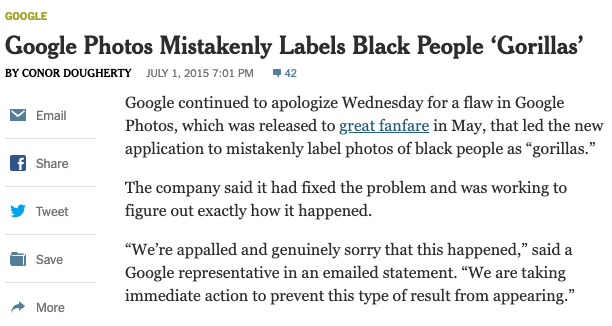 GOOGLE
Google Photos Mistakenly Labels Black People ‘Gorillas’
BY CONOR DOUGHERTY JULY 1, 2015 7:01 PM 42
Email
Share
Tweet
Save
More
Google continued to apologize Wednesday for a flaw in Google
Photos, which was released to great fanfare in May, that led the new
application to mistakenly label photos of black people as “gorillas.”
The company said it had fixed the problem and was working to
figure out exactly how it happened.
“We’re appalled and genuinely sorry that this happened,” said a
Google representative in an emailed statement. “We are taking
immediate action to prevent this type of result from appearing.”